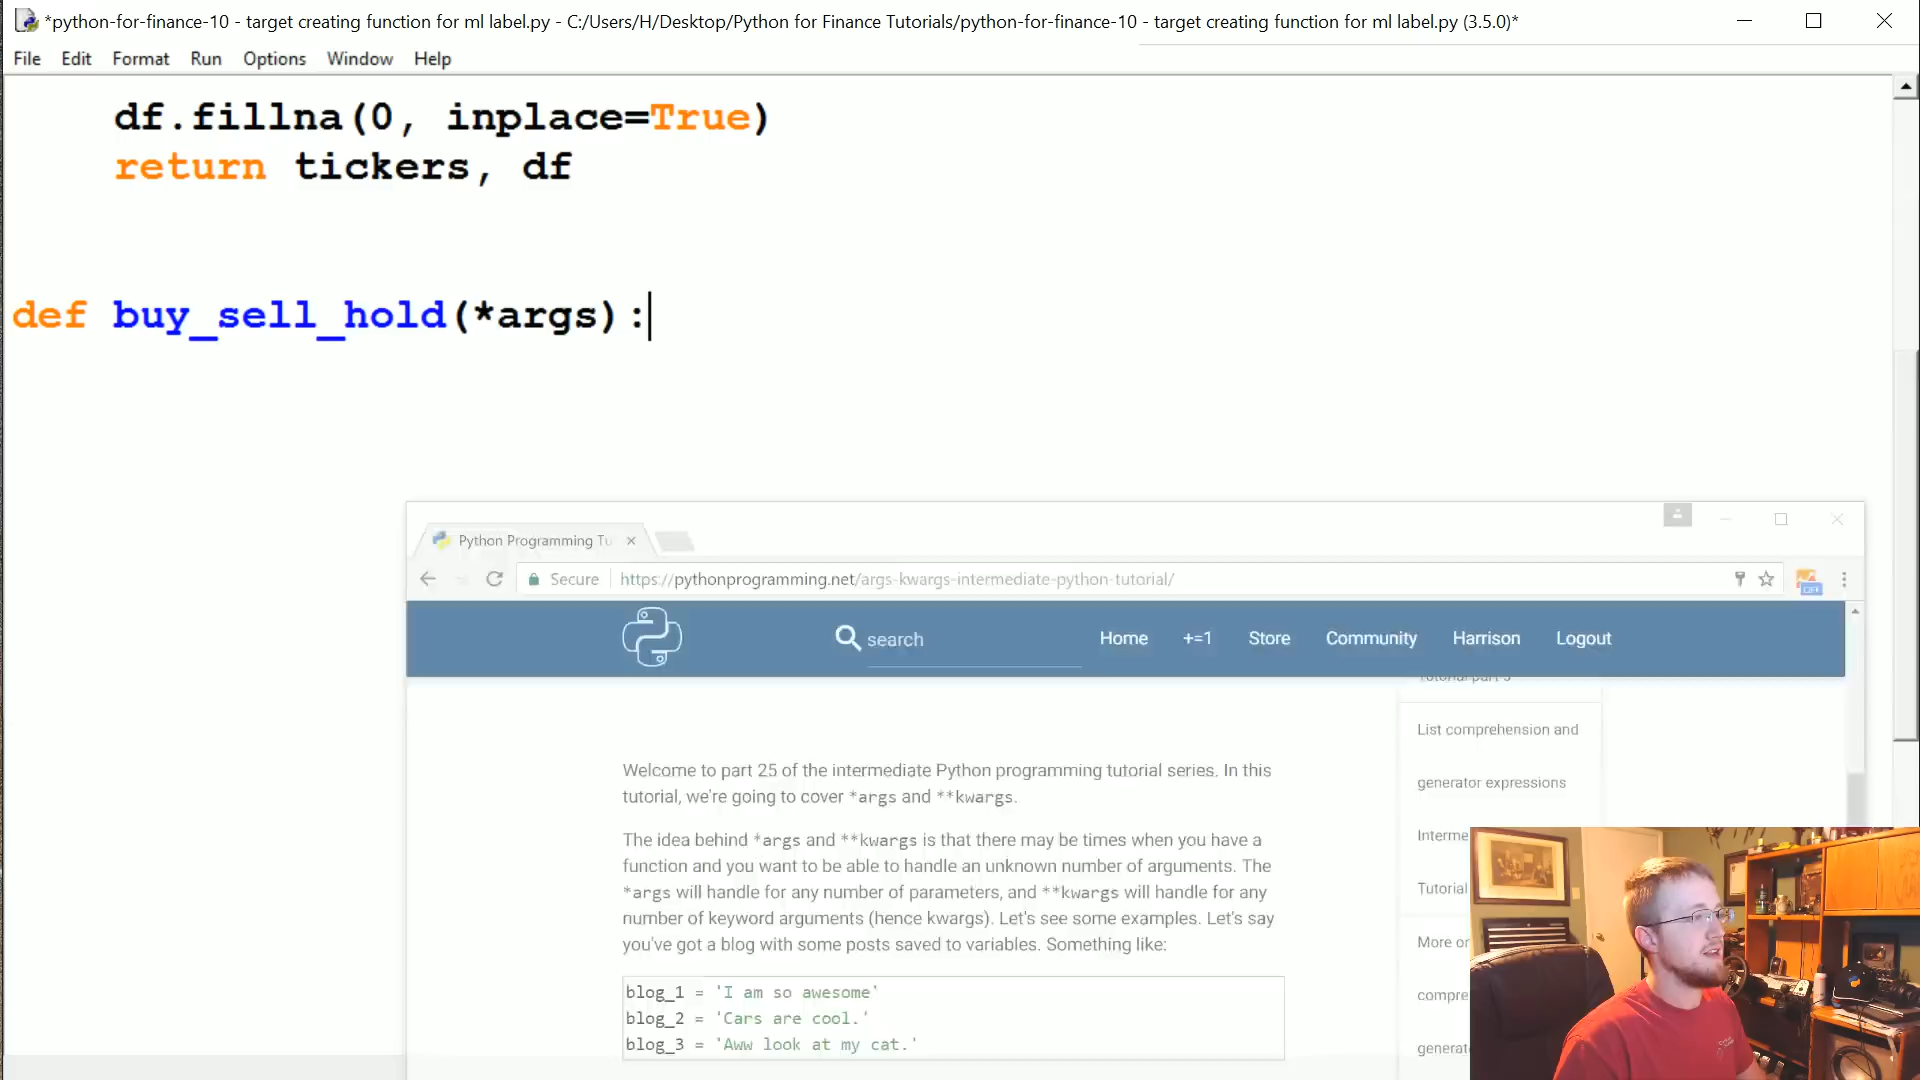 *python-for-finance-10 - target creating function for ml label.py - C:/Users/H/Desktop/Python for Finance Tutorials/python-for-finance-10 - target creating function for ml label.py (3.5.0)*
File Edit Format Run Options Window Help
df.fillna(0, inplace=True)
return tickers, df
def buy_sell_hold(*args):
Python Programming Tu
Secure https://pythonprogramming.net/args-kwargs-intermediate-python-tutorial/
search Home +=1 Store Community Harrison Logout
Welcome to part 25 of the intermediate Python programming tutorial series. In this
tutorial, we're going to cover *args and **kwargs.
The idea behind *args and **kwargs is that there may be times when you have a
function and you want to be able to handle an unknown number of arguments. The
*args will handle for any number of parameters, and **kwargs will handle for any
number of keyword arguments (hence kwargs). Let's see some examples. Let's say
you've got a blog with some posts saved to variables. Something like:
blog_1 = 'I am so awesome'
blog_2 = 'Cars are cool.'
blog_3 = 'Aww look at my cat.'
List comprehension and
generator expressions
Interme
Tutorial
More or
compre
generat